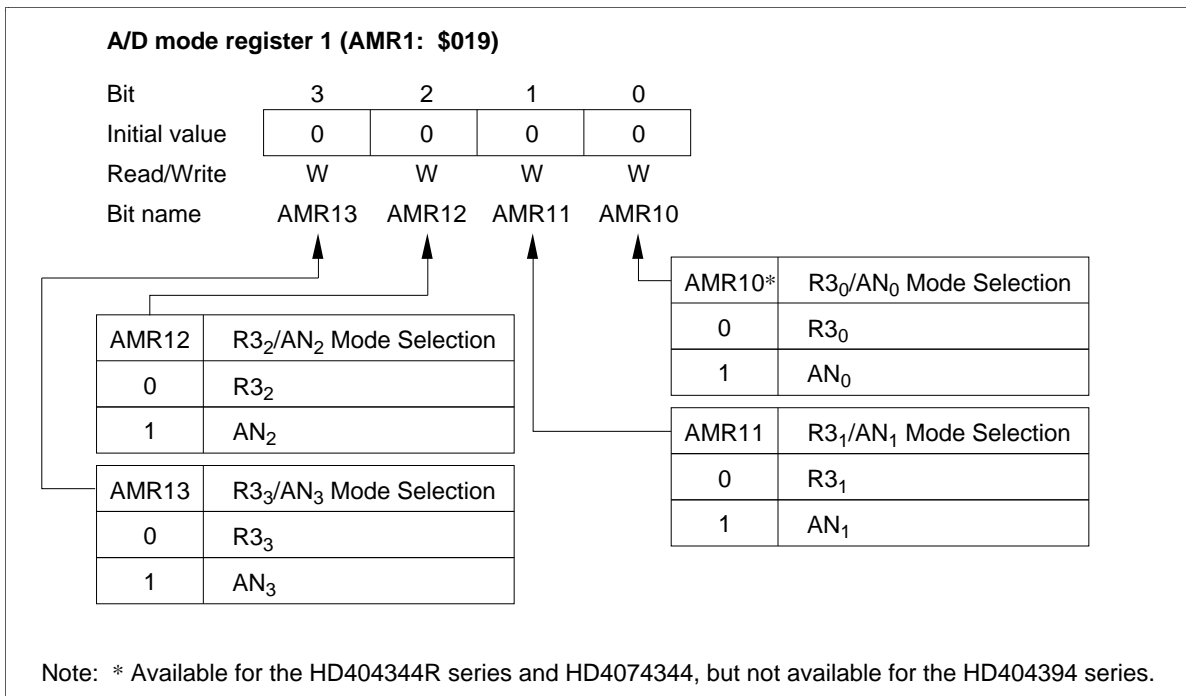 A/D mode register 1 (AMR1: $019)
Bit 3 2 1 0
Initial value 0 0 0 0
Read/Write W W W W
Bit name AMR13 AMR12 AMR11 AMR10
AMR10* R3₀/AN₀ Mode Selection
0 R3₀
1 AN₀
AMR12 R3₂/AN₂ Mode Selection
0 R3₂
1 AN₂
AMR11 R3₁/AN₁ Mode Selection
0 R3₁
1 AN₁
AMR13 R3₃/AN₃ Mode Selection
0 R3₃
1 AN₃
Note: * Available for the HD404344R series and HD4074344, but not available for the HD404394 series.